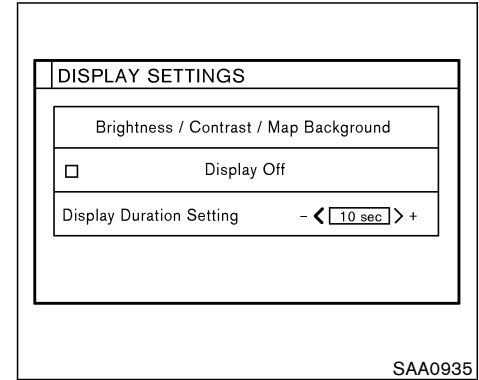 DISPLAY SETTINGS
Brightness / Contrast / Map Background
Display Off
Display Duration Setting - < 10 sec > +
SAA0935